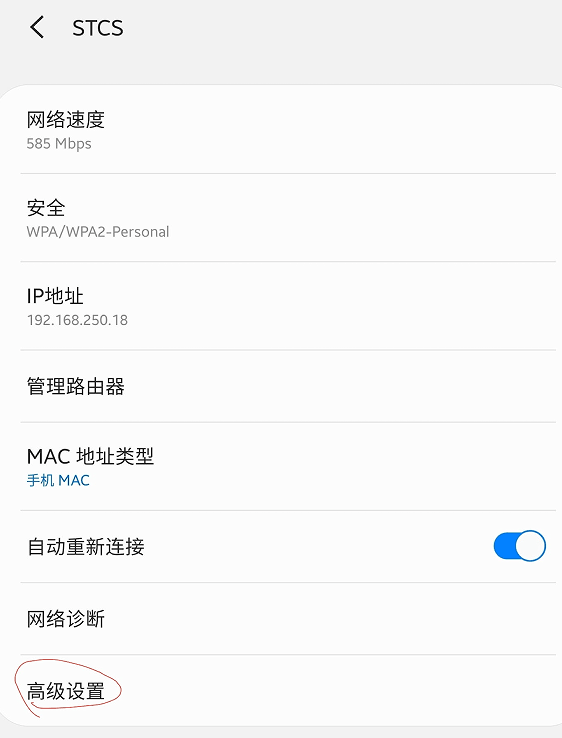 STCS
网络速度
585 Mbps
安全
WPA/WPA2-Personal
IP地址
192.168.250.18
管理路由器
MAC 地址类型
手机 MAC
自动重新连接
网络诊断
高级设置